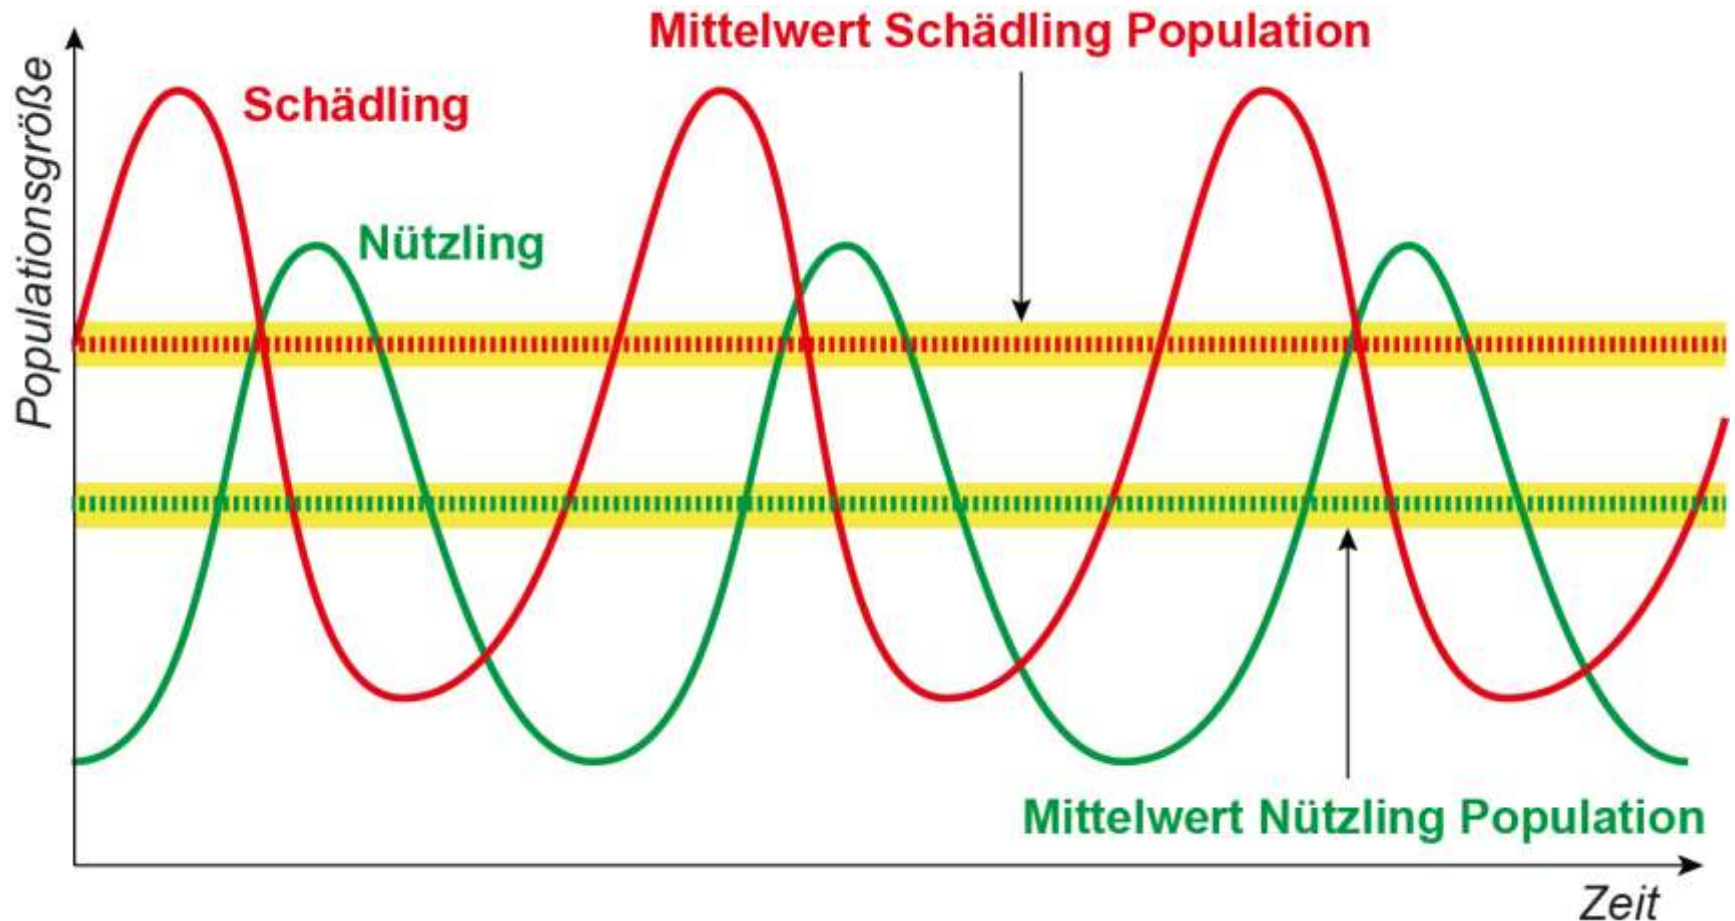 Mittelwert Schädling Population
Schädling
Nützling
Populationsgröße
Mittelwert Nützling Population
Zeit